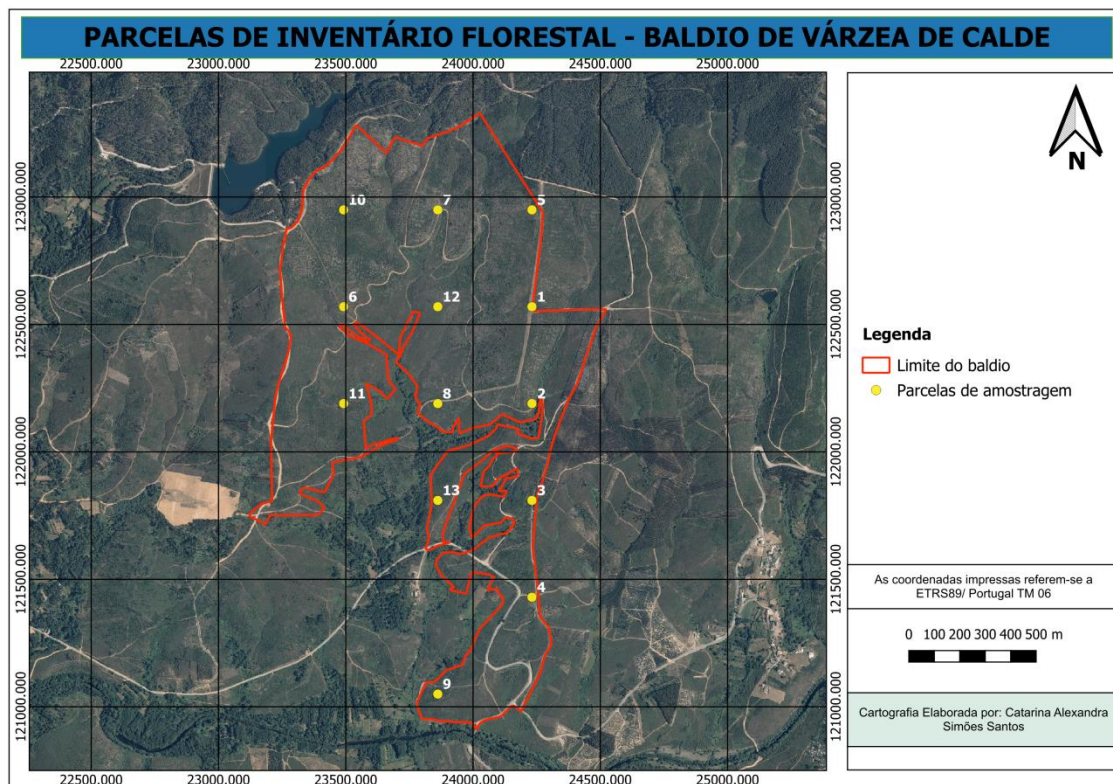 PARCELAS DE INVENTÁRIO FLORESTAL - BALDIO DE VÁRZEA DE CALDE
22500.000 23000.000 23500.000 24000.000 24500.000 25000.000
123000.000 123000.000
122500.000 122500.000
122000.000 122000.000
121500.000 121500.000
121000.000 121000.000
10 7 5
6 12 1
11 8 2
13 3
4
9
22500.000 23000.000 23500.000 24000.000 24500.000 25000.000
N
Legenda
Limite do baldio
Parcelas de amostragem
As coordenadas impressas referem-se a
ETRS89/ Portugal TM 06
0 100 200 300 400 500 m
Cartografia Elaborada por: Catarina Alexandra
Simões Santos